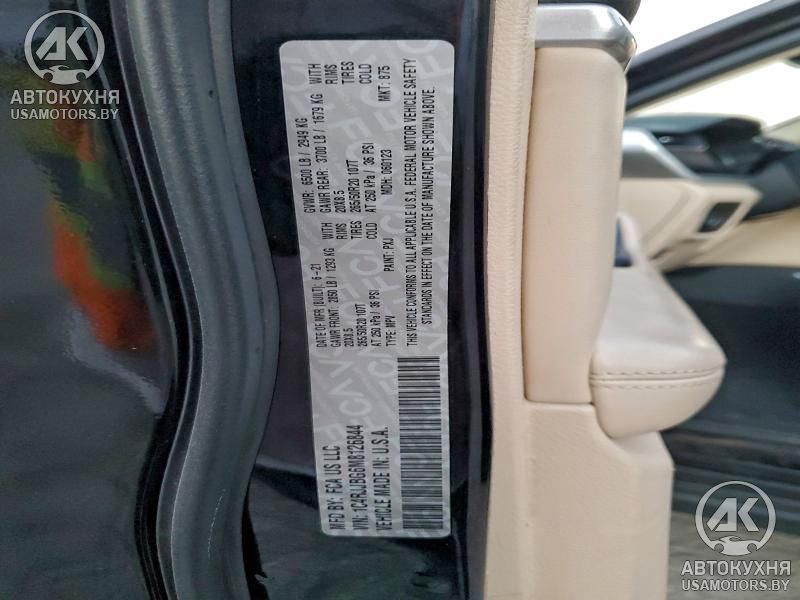 MFD BY: FCA US LLC
DATE OF MFR (BUILT): 6-21
GVWR: 6500 LB / 2949 KG
GAWR FRONT: 2850 LB / 1293 KG WITH
20X8.5 RIMS
265/50R20 107T TIRES
AT 250 kPa / 36 PSI COLD
GAWR REAR: 3700 LB / 1679 KG WITH
20X8.5 RIMS
265/50R20 107T TIRES
AT 250 kPa / 36 PSI COLD
VIN: 1C4RJJBG6M8126844
TYPE: MPV
PAINT: PXJ
MDH: 060123
MKT: 875
VEHICLE MADE IN: U.S.A.
THIS VEHICLE CONFORMS TO ALL APPLICABLE U.S.A. FEDERAL MOTOR VEHICLE SAFETY
STANDARDS IN EFFECT ON THE DATE OF MANUFACTURE SHOWN ABOVE.
AK
АВТОКУХНЯ
USAMOTORS.BY
AK
АВТОКУХНЯ
USAMOTORS.BY